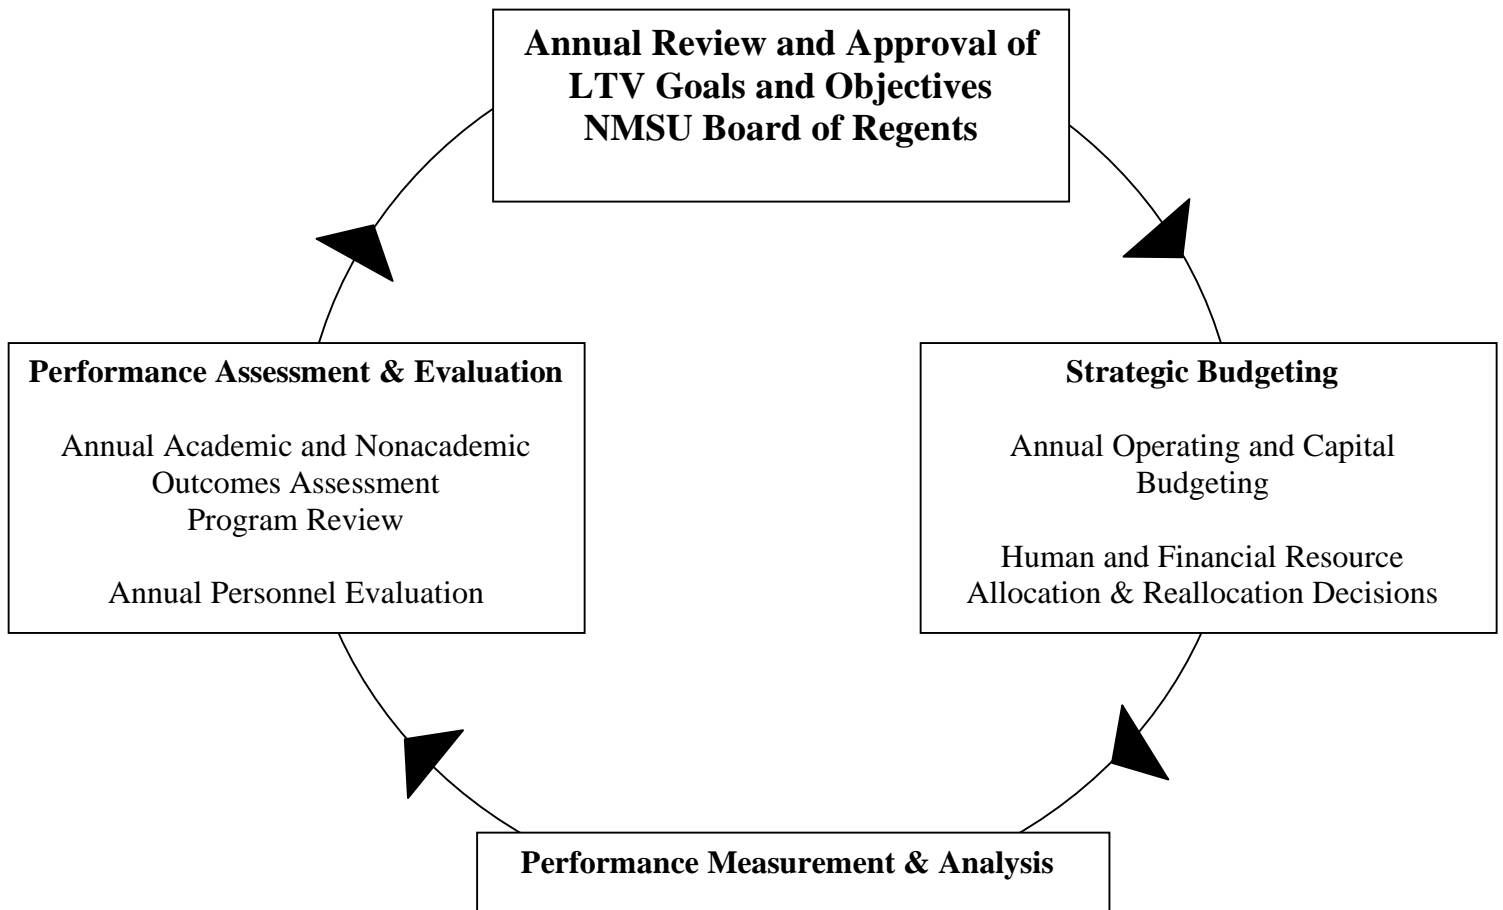 Annual Review and Approval of
LTV Goals and Objectives
NMSU Board of Regents
Performance Assessment & Evaluation
Annual Academic and Nonacademic
Outcomes Assessment
Program Review
Annual Personnel Evaluation
Strategic Budgeting
Annual Operating and Capital
Budgeting
Human and Financial Resource
Allocation & Reallocation Decisions
Performance Measurement & Analysis